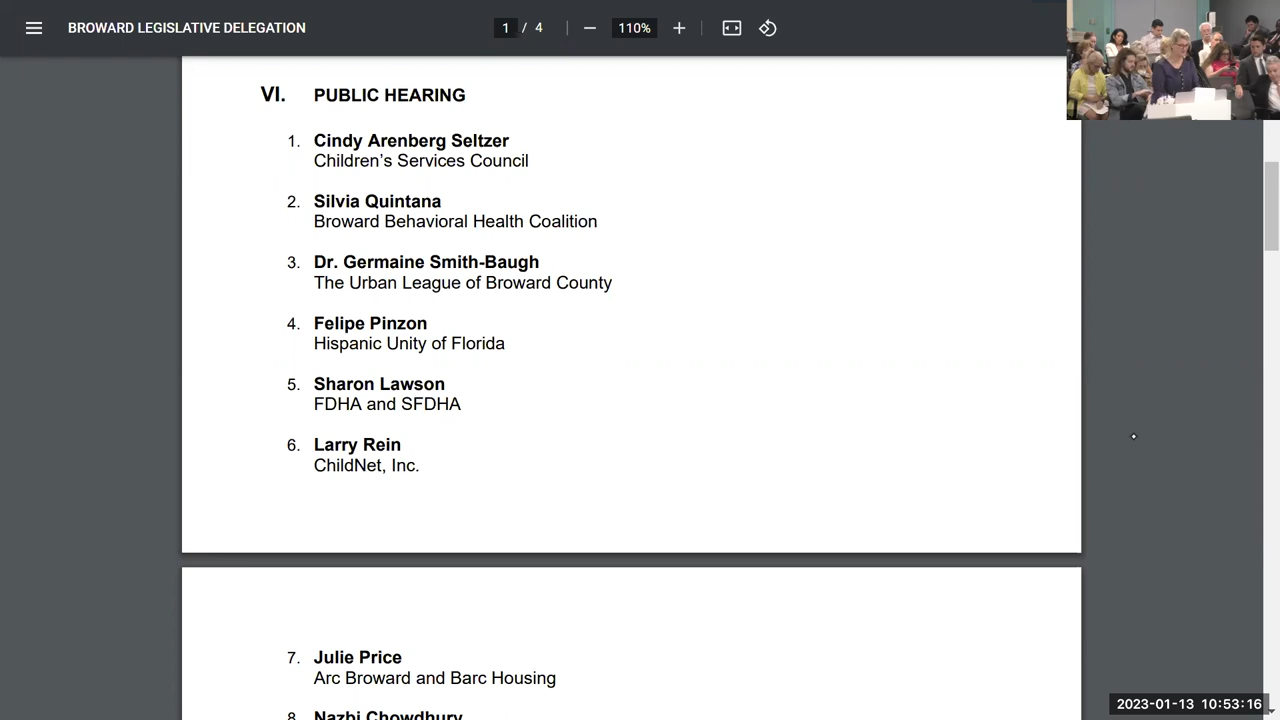 BROWARD LEGISLATIVE DELEGATION
1 / 4
110%
VI. PUBLIC HEARING
1. Cindy Arenberg Seltzer
Children's Services Council
2. Silvia Quintana
Broward Behavioral Health Coalition
3. Dr. Germaine Smith-Baugh
The Urban League of Broward County
4. Felipe Pinzon
Hispanic Unity of Florida
5. Sharon Lawson
FDHA and SFDHA
6. Larry Rein
ChildNet, Inc.
7. Julie Price
Arc Broward and Barc Housing
8. Nazbi Chowdhury
2023-01-13 10:53:16